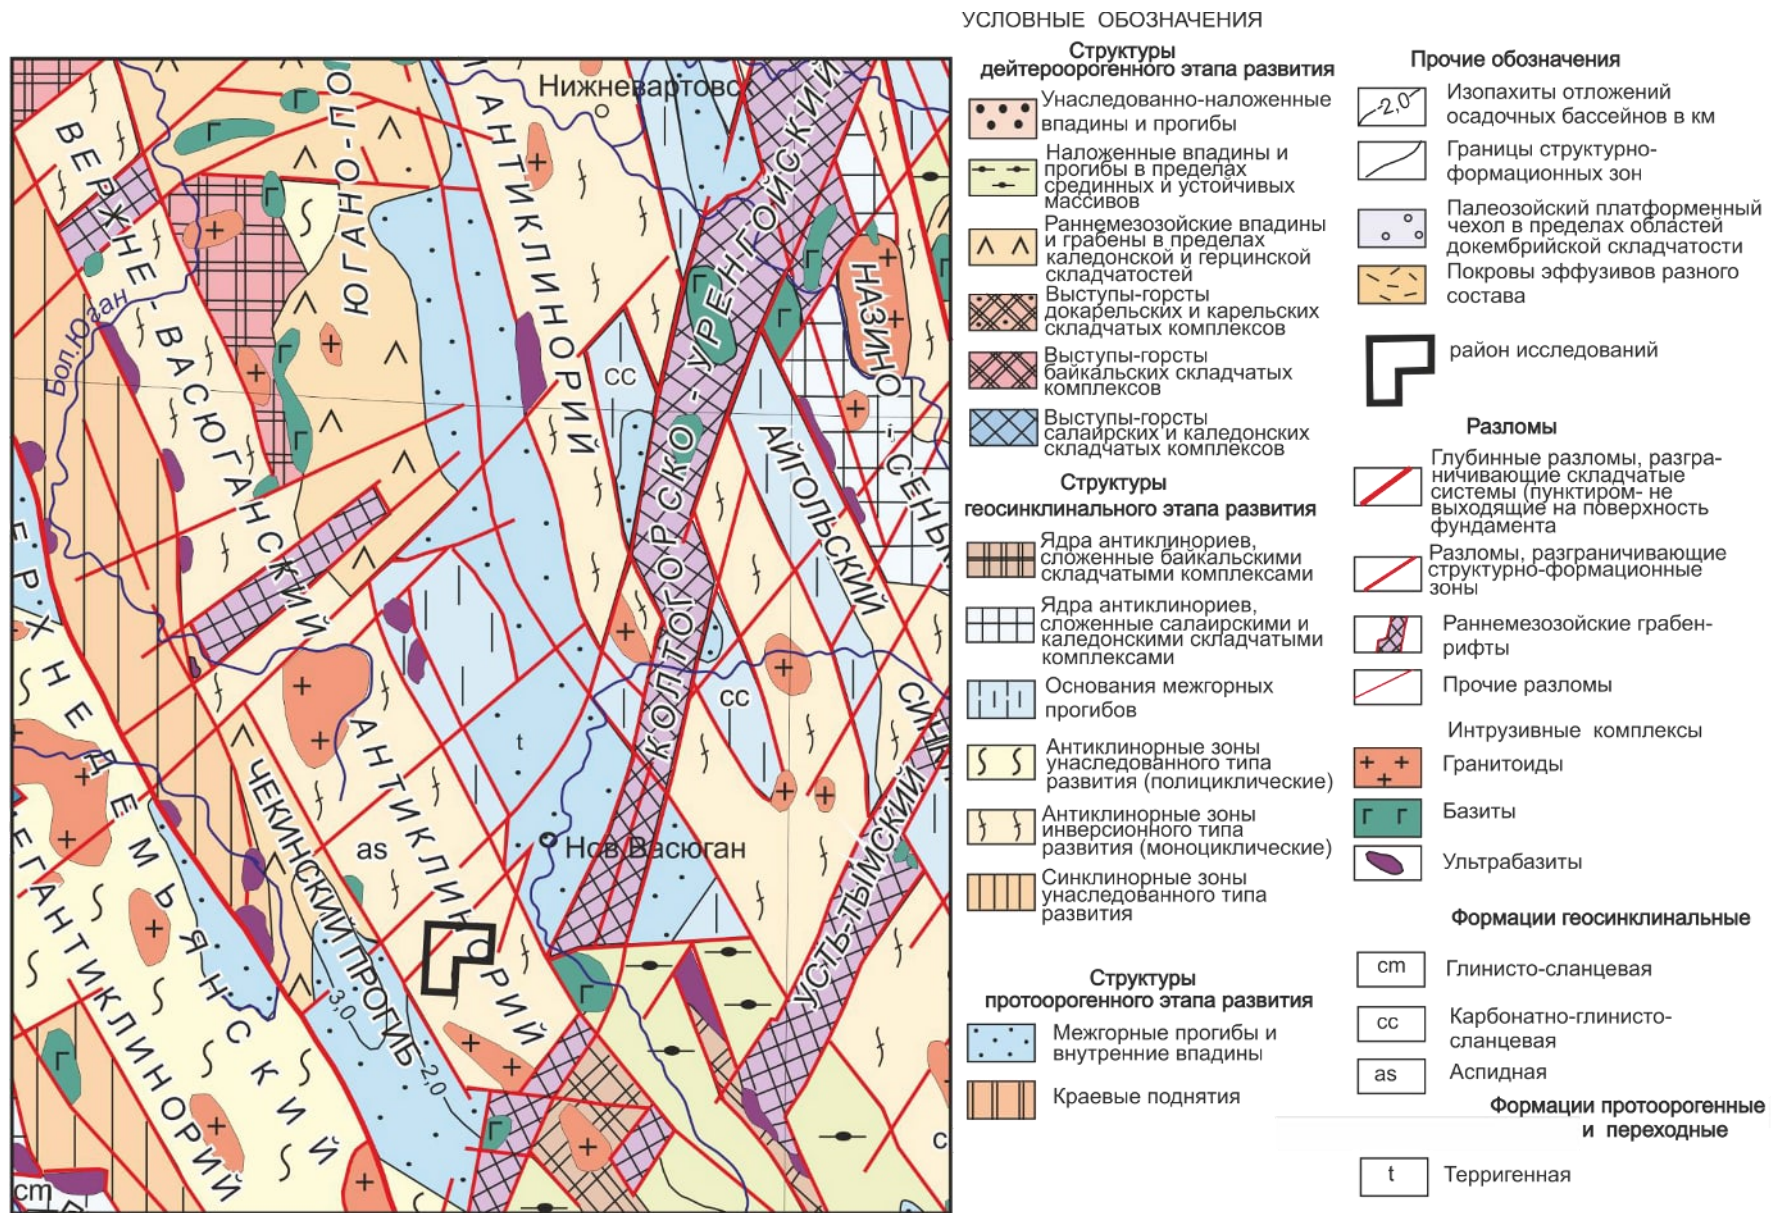 УСЛОВНЫЕ ОБОЗНАЧЕНИЯ
Нижневартовск
Нов Васюган
Бол. Юган
ВЕРХНЕ-ВАСЮГАНСКИЙ
АНТИКЛИНОРИЙ
ЮГАНО-ПО
АНТИКЛИНОРИЙ
КОЛТОГОРСКО-УРЕНГОЙСКИЙ
НАЗИНО-СЕНЬК
АЙГОЛЬСКИЙ
СИНК
УСТЬ-ТЫМСКИЙ
ЧЕКИНСКИЙ ПРОГИБ
ЕРХНЕДЕМЬЯНСКИЙ
МЕГАНТИКЛИНОРИЙ
сс
сс
as
t
3,0
2,0
cm
с
Структуры
дейтероорогенного этапа развития
Унаследованно-наложенные
впадины и прогибы
Наложенные впадины и
прогибы в пределах
срединных и устойчивых
массивов
Раннемезозойские впадины
и грабены в пределах
каледонской и герцинской
складчатостей
Выступы-горсты
докарельских и карельских
складчатых комплексов
Выступы-горсты
байкальских складчатых
комплексов
Выступы-горсты
салаирских и каледонских
складчатых комплексов
Структуры
геосинклинального этапа развития
Ядра антиклинориев,
сложенные байкальскими
складчатыми комплексами
Ядра антиклинориев,
сложенные салаирскими и
каледонскими складчатыми
комплексами
Основания межгорных
прогибов
Антиклинорные зоны
унаследованного типа
развития (полициклические)
Антиклинорные зоны
инверсионного типа
развития (моноциклические)
Синклинорные зоны
унаследованного типа
развития
Структуры
протоорогенного этапа развития
Межгорные прогибы и
внутренние впадины
Краевые поднятия
Прочие обозначения
2,0
Изопахиты отложений
осадочных бассейнов в км
Границы структурно-
формационных зон
Палеозойский платформенный
чехол в пределах областей
докембрийской складчатости
Покровы эффузивов разного
состава
район исследований
Разломы
Глубинные разломы, разгра-
ничивающие складчатые
системы (пунктиром- не
выходящие на поверхность
фундамента
Разломы, разграничивающие
структурно-формационные
зоны
Раннемезозойские грабен-
рифты
Прочие разломы
Интрузивные комплексы
Гранитоиды
Г Г
Базиты
Ультрабазиты
Формации геосинклинальные
cm
Глинисто-сланцевая
сс
Карбонатно-глинисто-
сланцевая
as
Аспидная
Формации протоорогенные
и переходные
t
Терригенная